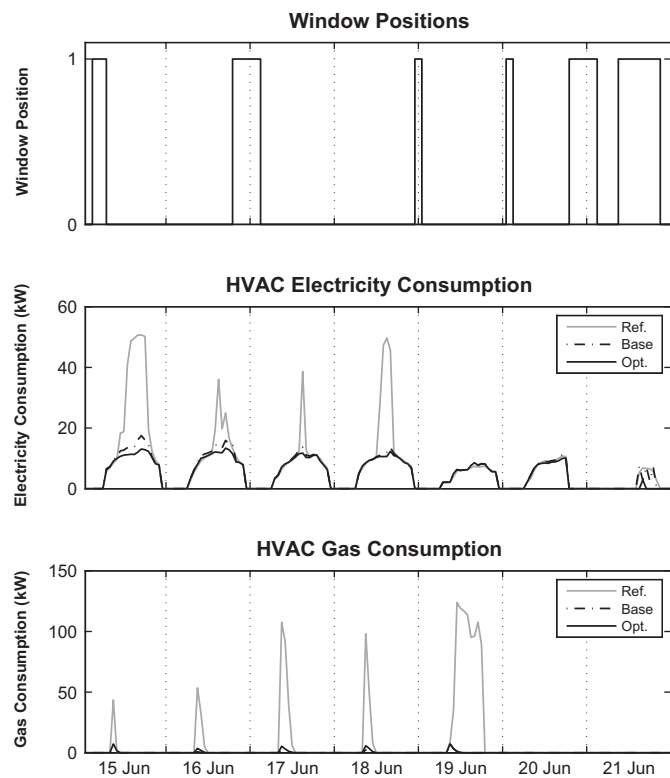 Window Positions
Window Position
1
0
HVAC Electricity Consumption
Electricity Consumption (kW)
60
40
20
0
Ref.
Base
Opt.
HVAC Gas Consumption
Gas Consumption (kW)
150
100
50
0
Ref.
Base
Opt.
15 Jun 16 Jun 17 Jun 18 Jun 19 Jun 20 Jun 21 Jun